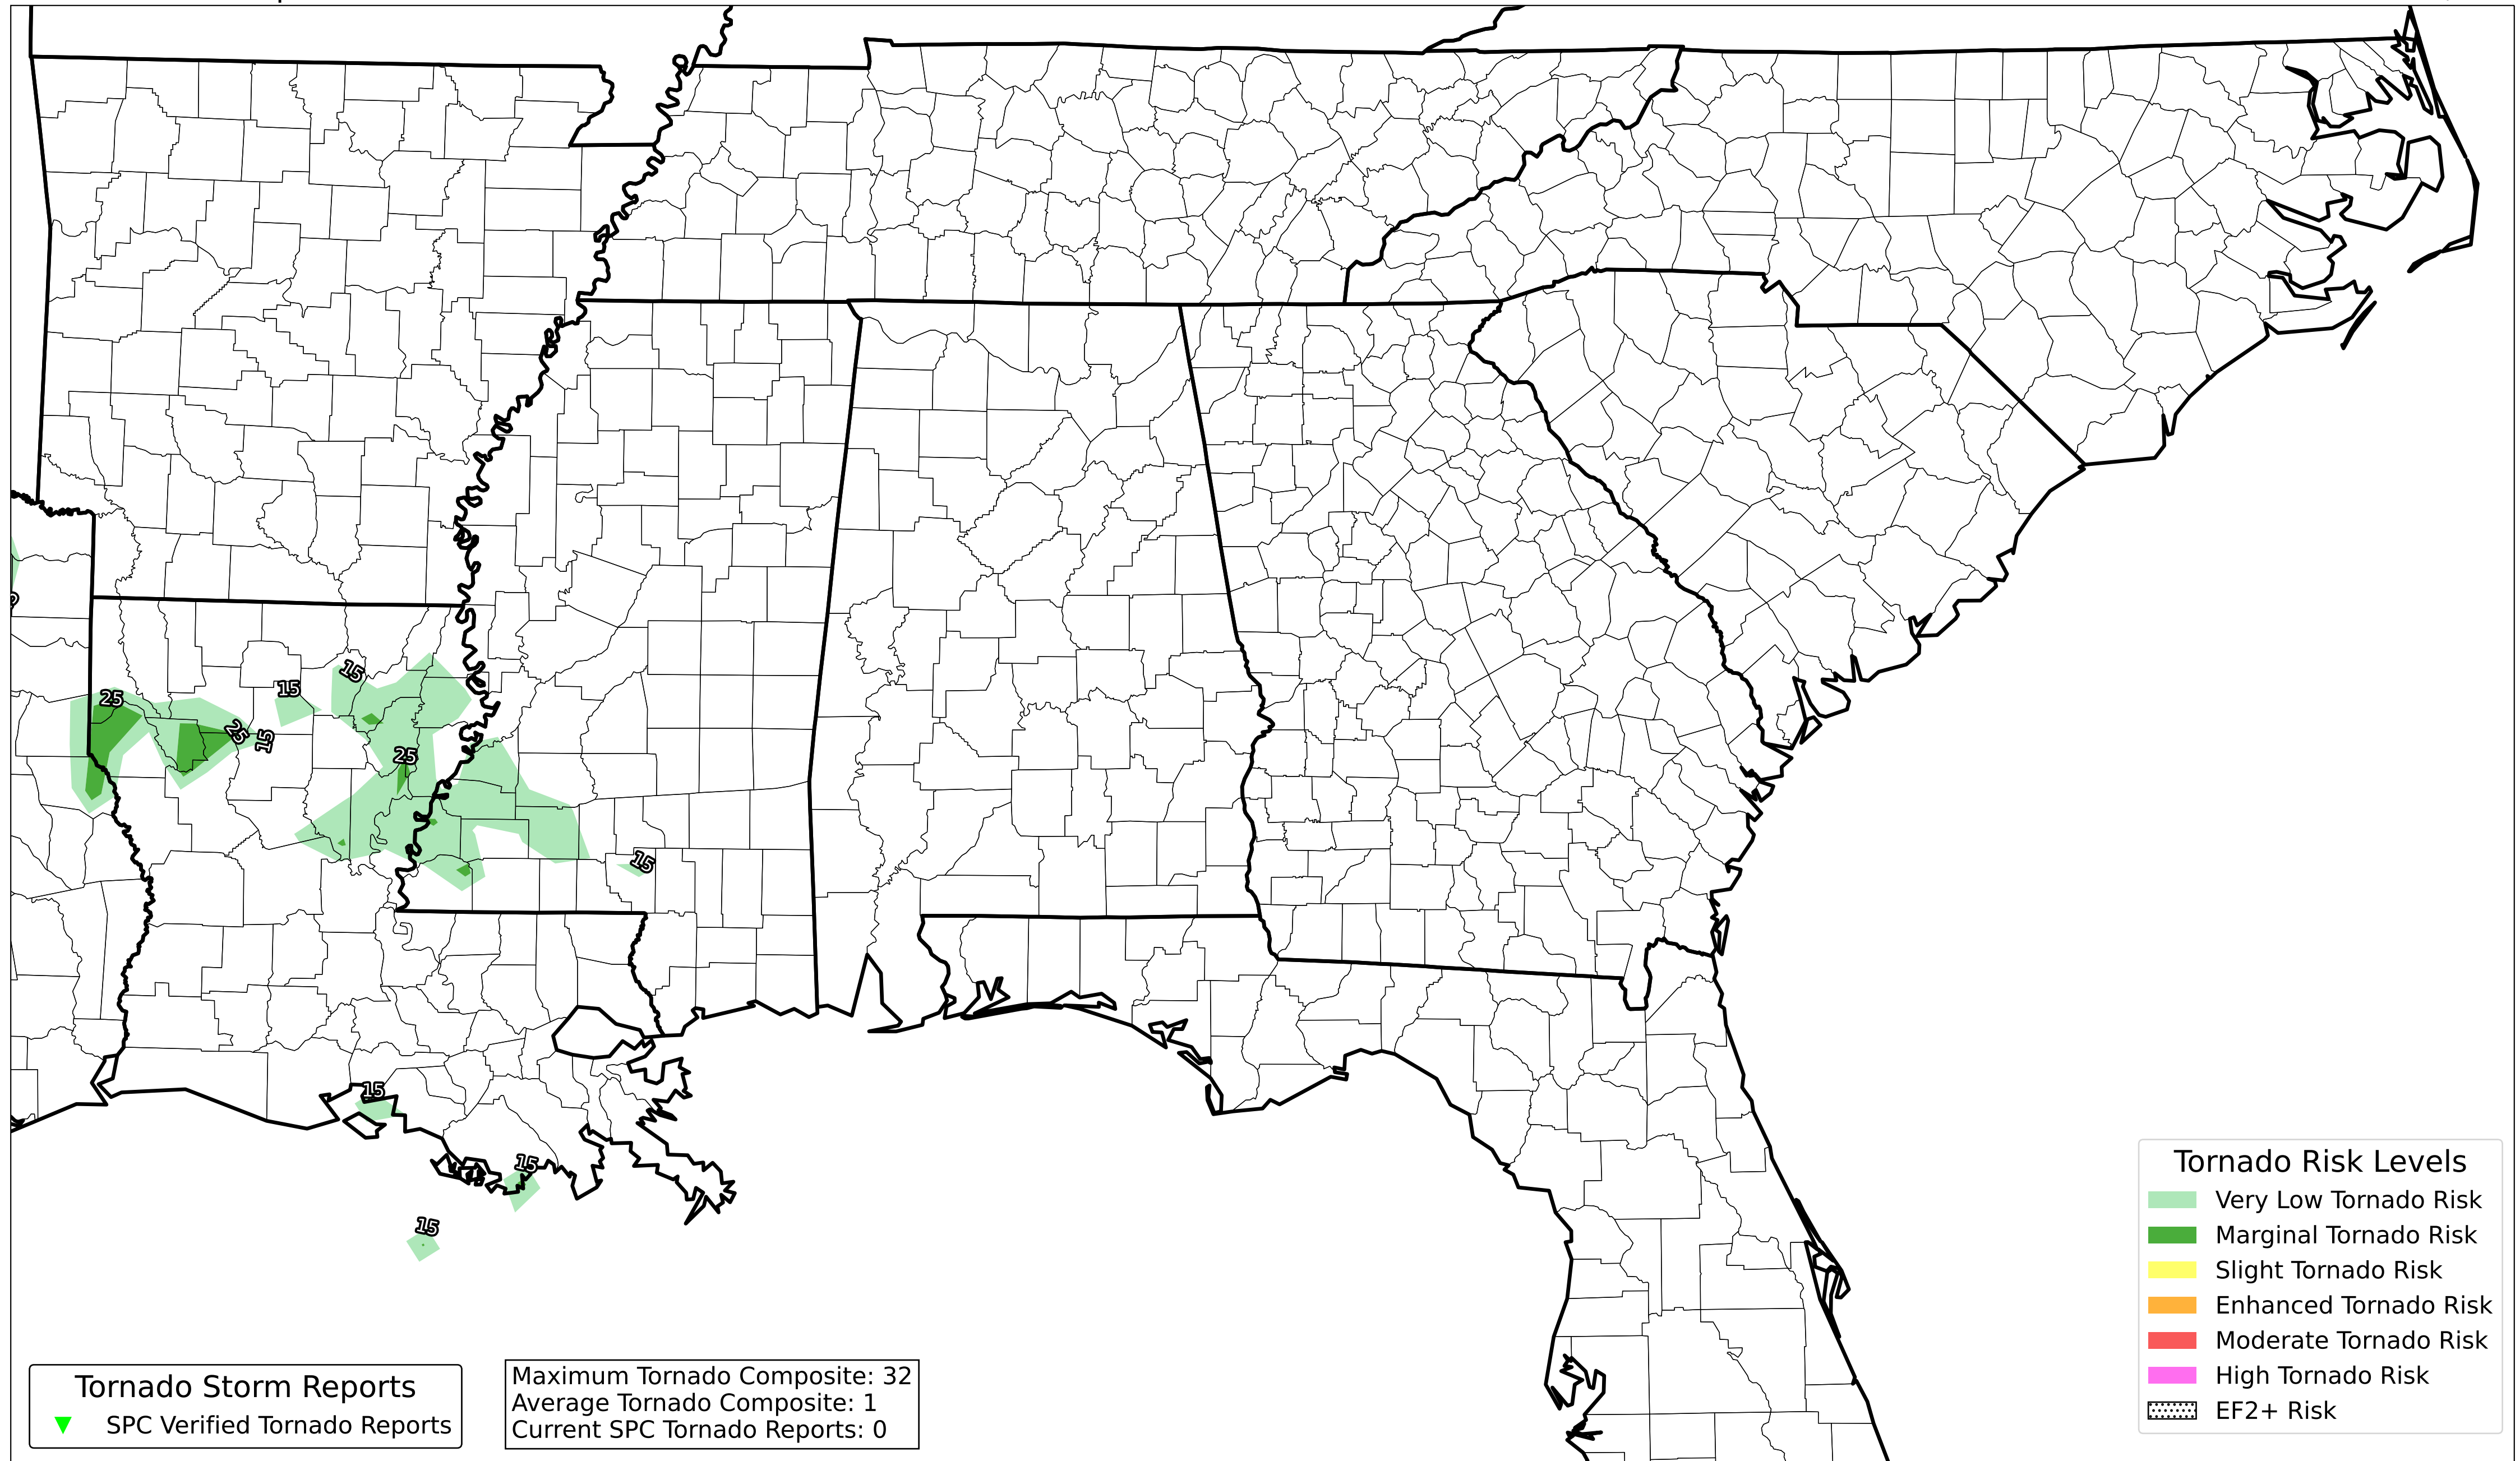 15
25
15
25
15
25
15
15
15
15
Tornado Risk Levels
Very Low Tornado Risk
Marginal Tornado Risk
Slight Tornado Risk
Enhanced Tornado Risk
Moderate Tornado Risk
High Tornado Risk
EF2+ Risk
Tornado Storm Reports
SPC Verified Tornado Reports
Maximum Tornado Composite: 32
Average Tornado Composite: 1
Current SPC Tornado Reports: 0